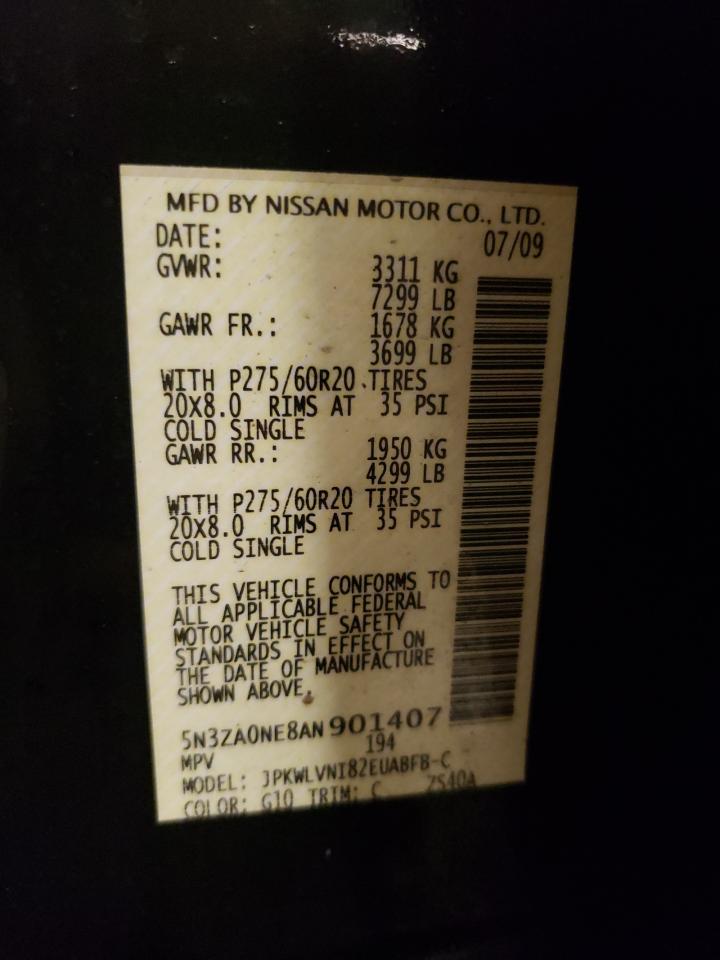 MFD BY NISSAN MOTOR CO., LTD.
DATE: 07/09
GVWR: 3311 KG
7299 LB
GAWR FR.: 1678 KG
3699 LB
WITH P275/60R20 TIRES
20X8.0 RIMS AT 35 PSI
COLD SINGLE
GAWR RR.: 1950 KG
4299 LB
WITH P275/60R20 TIRES
20X8.0 RIMS AT 35 PSI
COLD SINGLE
THIS VEHICLE CONFORMS TO
ALL APPLICABLE FEDERAL
MOTOR VEHICLE SAFETY
STANDARDS IN EFFECT ON
THE DATE OF MANUFACTURE
SHOWN ABOVE.
5N3ZA0NE8AN901407
MPV 194
MODEL: JPKWLVNI82EUABFB-C
COLOR: G10 TRIM: C ZS40A